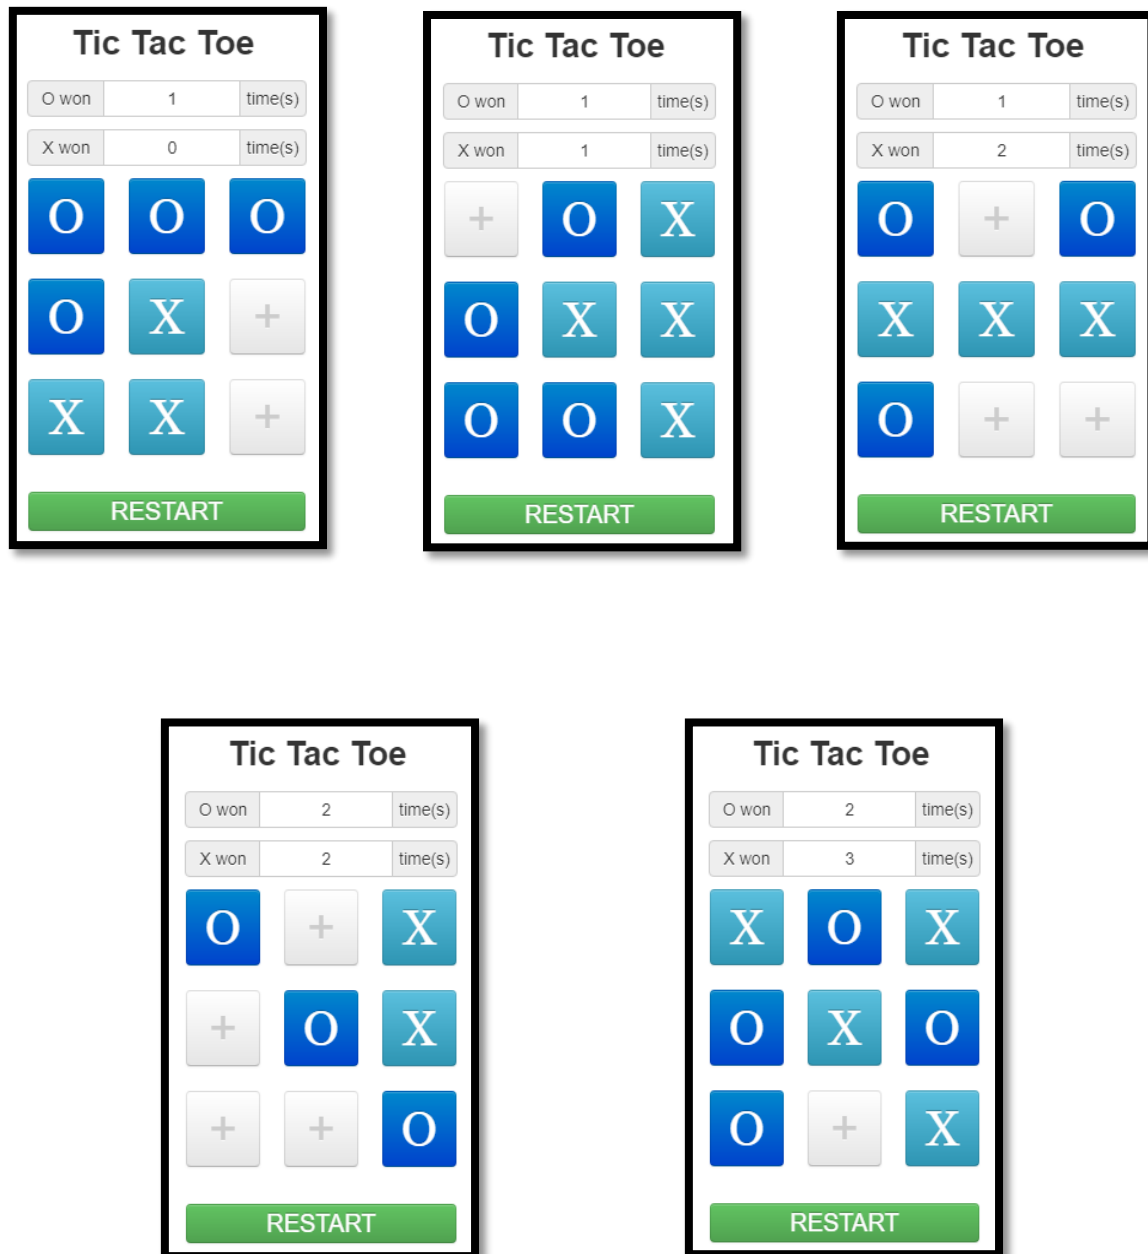 Tic Tac Toe
O won 1 time(s)
X won 0 time(s)
O O O
O X +
X X +
RESTART
Tic Tac Toe
O won 1 time(s)
X won 1 time(s)
+ O X
O X X
O O X
RESTART
Tic Tac Toe
O won 1 time(s)
X won 2 time(s)
O + O
X X X
O + +
RESTART
Tic Tac Toe
O won 2 time(s)
X won 2 time(s)
O + X
+ O X
+ + O
RESTART
Tic Tac Toe
O won 2 time(s)
X won 3 time(s)
X O X
O X O
O + X
RESTART